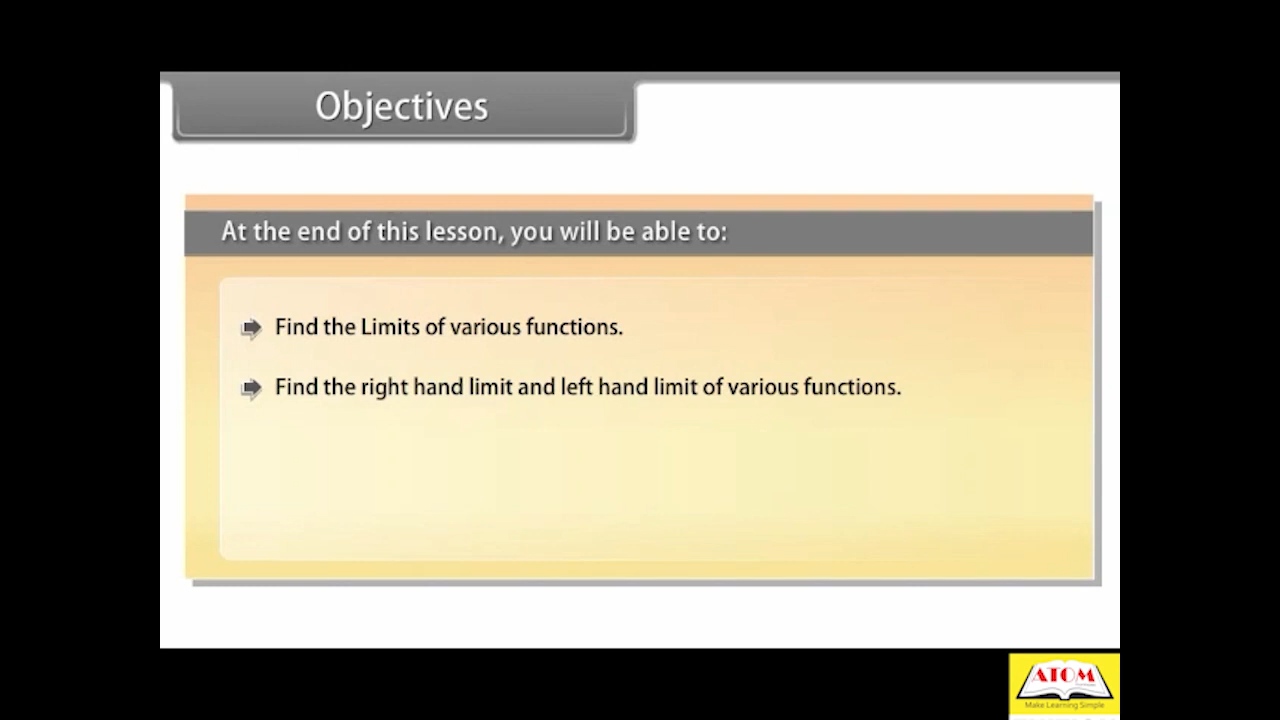 Objectives
At the end of this lesson, you will be able to:
Find the Limits of various functions.
Find the right hand limit and left hand limit of various functions.
ATOM
Make Learning Simple